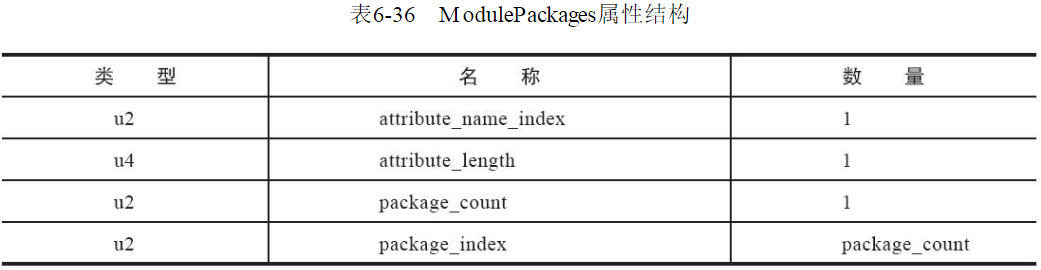 表6-36 ModulePackages属性结构
类 型 名 称 数 量
u2 attribute_name_index 1
u4 attribute_length 1
u2 package_count 1
u2 package_index package_count